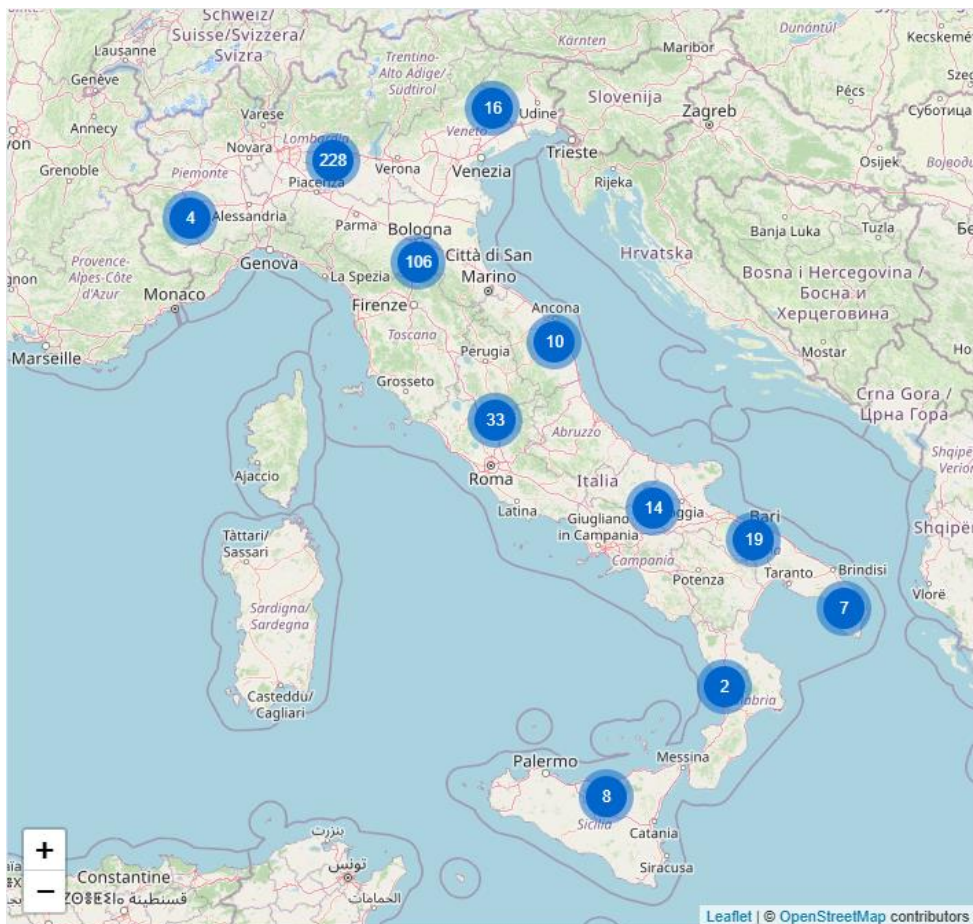 Schweiz/
Suisse/Svizzera/
Svizra
Lausanne
Genève
Annecy
Grenoble
Trentino-
Alto Adige/
Südtirol
Kärnten
Maribor
Dunántúl
Kecskemé
Szeg
Pécs
Суботица
16
Udine
Slovenija
Zagreb
Varese
Novara
Lombardia
228
Veneto
Verona
Venezia
Trieste
Rijeka
Osijek
Piemonte
Piacenza
4
Alessandria
Parma
Bologna
Banja Luka
Tuzla
Genova
106
Città di San
Marino
Hrvatska
La Spezia
Firenze
Provence-
Alpes-Côte
d'Azur
Monaco
Marseille
Toscana
Ancona
10
Bosna i Hercegovina /
Босна и
Херцеговина
Perugia
Mostar
Grosseto
Crna Gora /
Црна Гора
33
Abruzzo
Ajaccio
Roma
Italia
Latina
14
Giugliano
in Campania
Bari
19
Campania
Tàttari/
Sassari
Potenza
Taranto
Brindisi
7
Vlorë
Sardigna/
Sardegna
Casteddu/
Cagliari
2
Palermo
Messina
8
Sicilia
Catania
Siracusa
+
−
بنزرت
Constantine
تونس
قسنطينة
الحمامات
Leaflet | © OpenStreetMap contributors